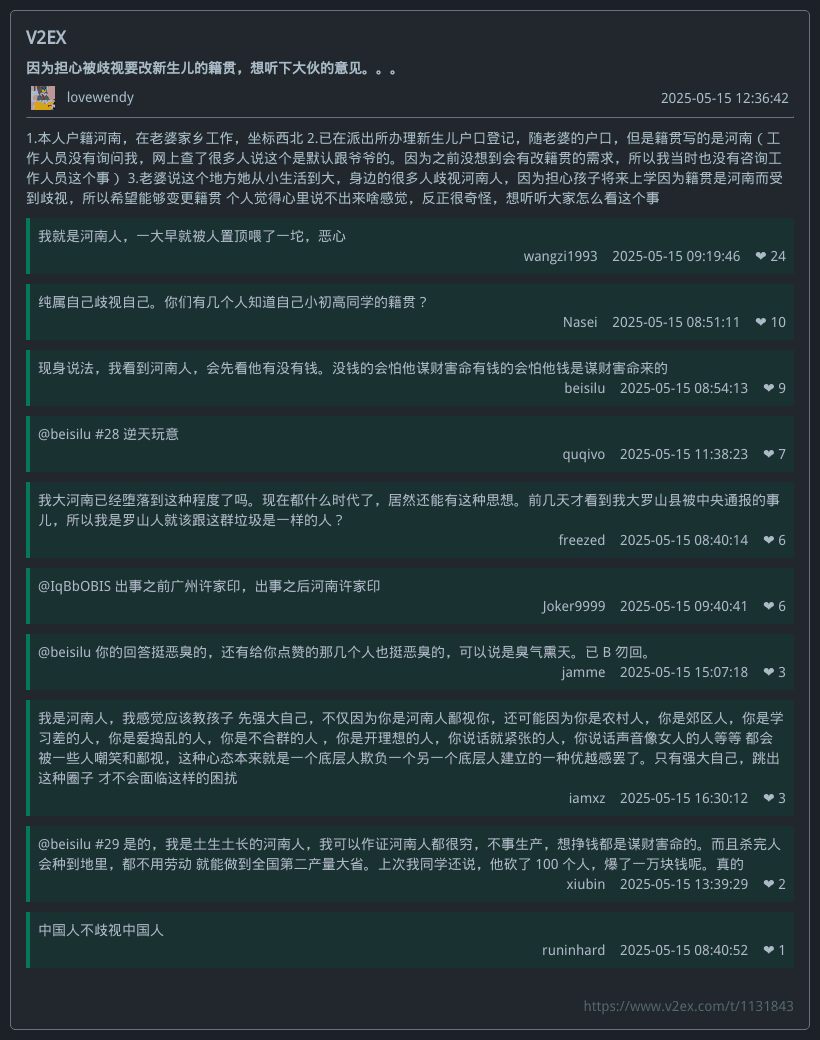 V2EX
因为担心被歧视要改新生儿的籍贯，想听下大伙的意见。。。
lovewendy 2025-05-15 12:36:42
1.本人户籍河南，在老婆家乡工作，坐标西北 2.已在派出所办理新生儿户口登记，随老婆的户口，但是籍贯写的是河南（ 工
作人员没有询问我，网上查了很多人说这个是默认跟爷爷的。因为之前没想到会有改籍贯的需求，所以我当时也没有咨询工
作人员这个事 ） 3.老婆说这个地方她从小生活到大，身边的很多人歧视河南人，因为担心孩子将来上学因为籍贯是河南而受
到歧视，所以希望能够变更籍贯 个人觉得心里说不出来啥感觉，反正很奇怪，想听听大家怎么看这个事
我就是河南人，一大早就被人置顶喂了一坨，恶心
wangzi1993 2025-05-15 09:19:46 ❤ 24
纯属自己歧视自己。你们有几个人知道自己小初高同学的籍贯？
Nasei 2025-05-15 08:51:11 ❤ 10
现身说法，我看到河南人，会先看他有没有钱。没钱的会怕他谋财害命有钱的会怕他钱是谋财害命来的
beisilu 2025-05-15 08:54:13 ❤ 9
@beisilu #28 逆天玩意
quqivo 2025-05-15 11:38:23 ❤ 7
我大河南已经堕落到这种程度了吗。现在都什么时代了，居然还能有这种思想。前几天才看到我大罗山县被中央通报的事
儿，所以我是罗山人就该跟这群垃圾是一样的人？
freezed 2025-05-15 08:40:14 ❤ 6
@IqBbOBIS 出事之前广州许家印，出事之后河南许家印
Joker9999 2025-05-15 09:40:41 ❤ 6
@beisilu 你的回答挺恶臭的，还有给你点赞的那几个人也挺恶臭的，可以说是臭气熏天。已 B 勿回。
jamme 2025-05-15 15:07:18 ❤ 3
我是河南人，我感觉应该教孩子 先强大自己，不仅因为你是河南人鄙视你，还可能因为你是农村人，你是郊区人，你是学
习差的人，你是爱捣乱的人，你是不合群的人 ，你是开理想的人，你说话就紧张的人，你说话声音像女人的人等等 都会
被一些人嘲笑和鄙视，这种心态本来就是一个底层人欺负一个另一个底层人建立的一种优越感罢了。只有强大自己，跳出
这种圈子 才不会面临这样的困扰
iamxz 2025-05-15 16:30:12 ❤ 3
@beisilu #29 是的，我是土生土长的河南人，我可以作证河南人都很穷，不事生产，想挣钱都是谋财害命的。而且杀完人
会种到地里，都不用劳动 就能做到全国第二产量大省。上次我同学还说，他砍了 100 个人，爆了一万块钱呢。真的
xiubin 2025-05-15 13:39:29 ❤ 2
中国人不歧视中国人
runinhard 2025-05-15 08:40:52 ❤ 1
https://www.v2ex.com/t/1131843